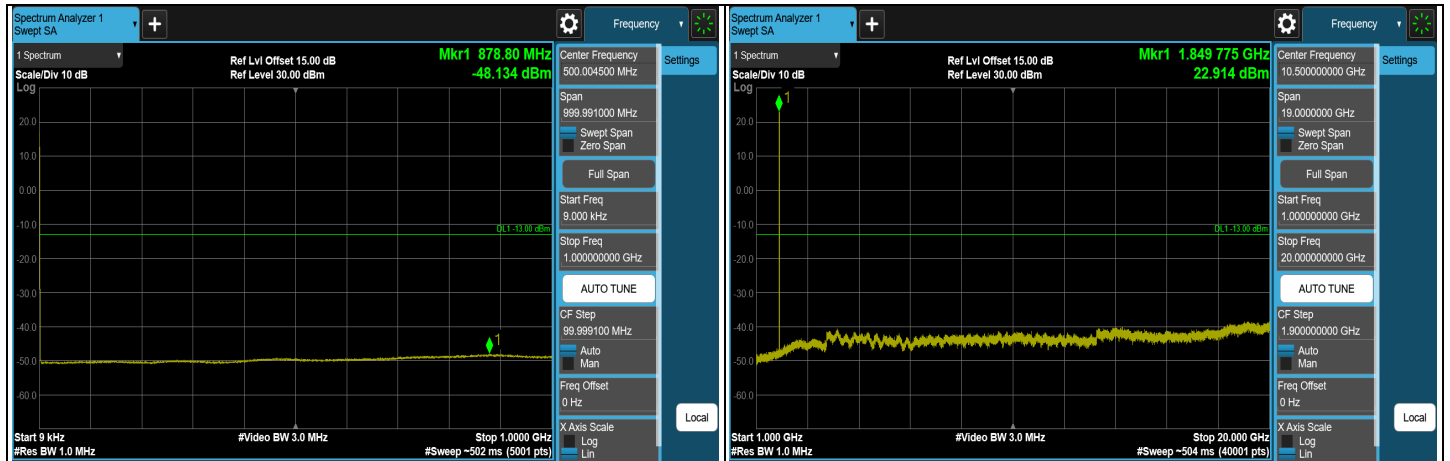 Spectrum Analyzer 1
Swept SA
+
Frequency
1 Spectrum
Scale/Div 10 dB
Log
Ref Lvl Offset 15.00 dB
Ref Level 30.00 dBm
Mkr1 878.80 MHz
-48.134 dBm
1
20.0
10.0
0.00
-10.0
-20.0
-30.0
-40.0
-50.0
-60.0
DL1 -13.00 dBm
Start 9 kHz
#Res BW 1.0 MHz
#Video BW 3.0 MHz
Stop 1.0000 GHz
#Sweep ~502 ms (5001 pts)
Center Frequency
500.004500 MHz
Span
999.991000 MHz
Swept Span
Zero Span
Full Span
Start Freq
9.000 kHz
Stop Freq
1.000000000 GHz
AUTO TUNE
CF Step
99.999100 MHz
Auto
Man
Freq Offset
0 Hz
X Axis Scale
Log
Lin
Settings
Local
Spectrum Analyzer 1
Swept SA
+
Frequency
1 Spectrum
Scale/Div 10 dB
Log
Ref Lvl Offset 15.00 dB
Ref Level 30.00 dBm
Mkr1 1.849 775 GHz
22.914 dBm
1
20.0
10.0
0.00
-10.0
-20.0
-30.0
-40.0
-50.0
-60.0
DL1 -13.00 dBm
Start 1.000 GHz
#Res BW 1.0 MHz
#Video BW 3.0 MHz
Stop 20.000 GHz
#Sweep ~504 ms (40001 pts)
Center Frequency
10.500000000 GHz
Span
19.0000000 GHz
Swept Span
Zero Span
Full Span
Start Freq
1.000000000 GHz
Stop Freq
20.000000000 GHz
AUTO TUNE
CF Step
1.900000000 GHz
Auto
Man
Freq Offset
0 Hz
X Axis Scale
Log
Lin
Settings
Local